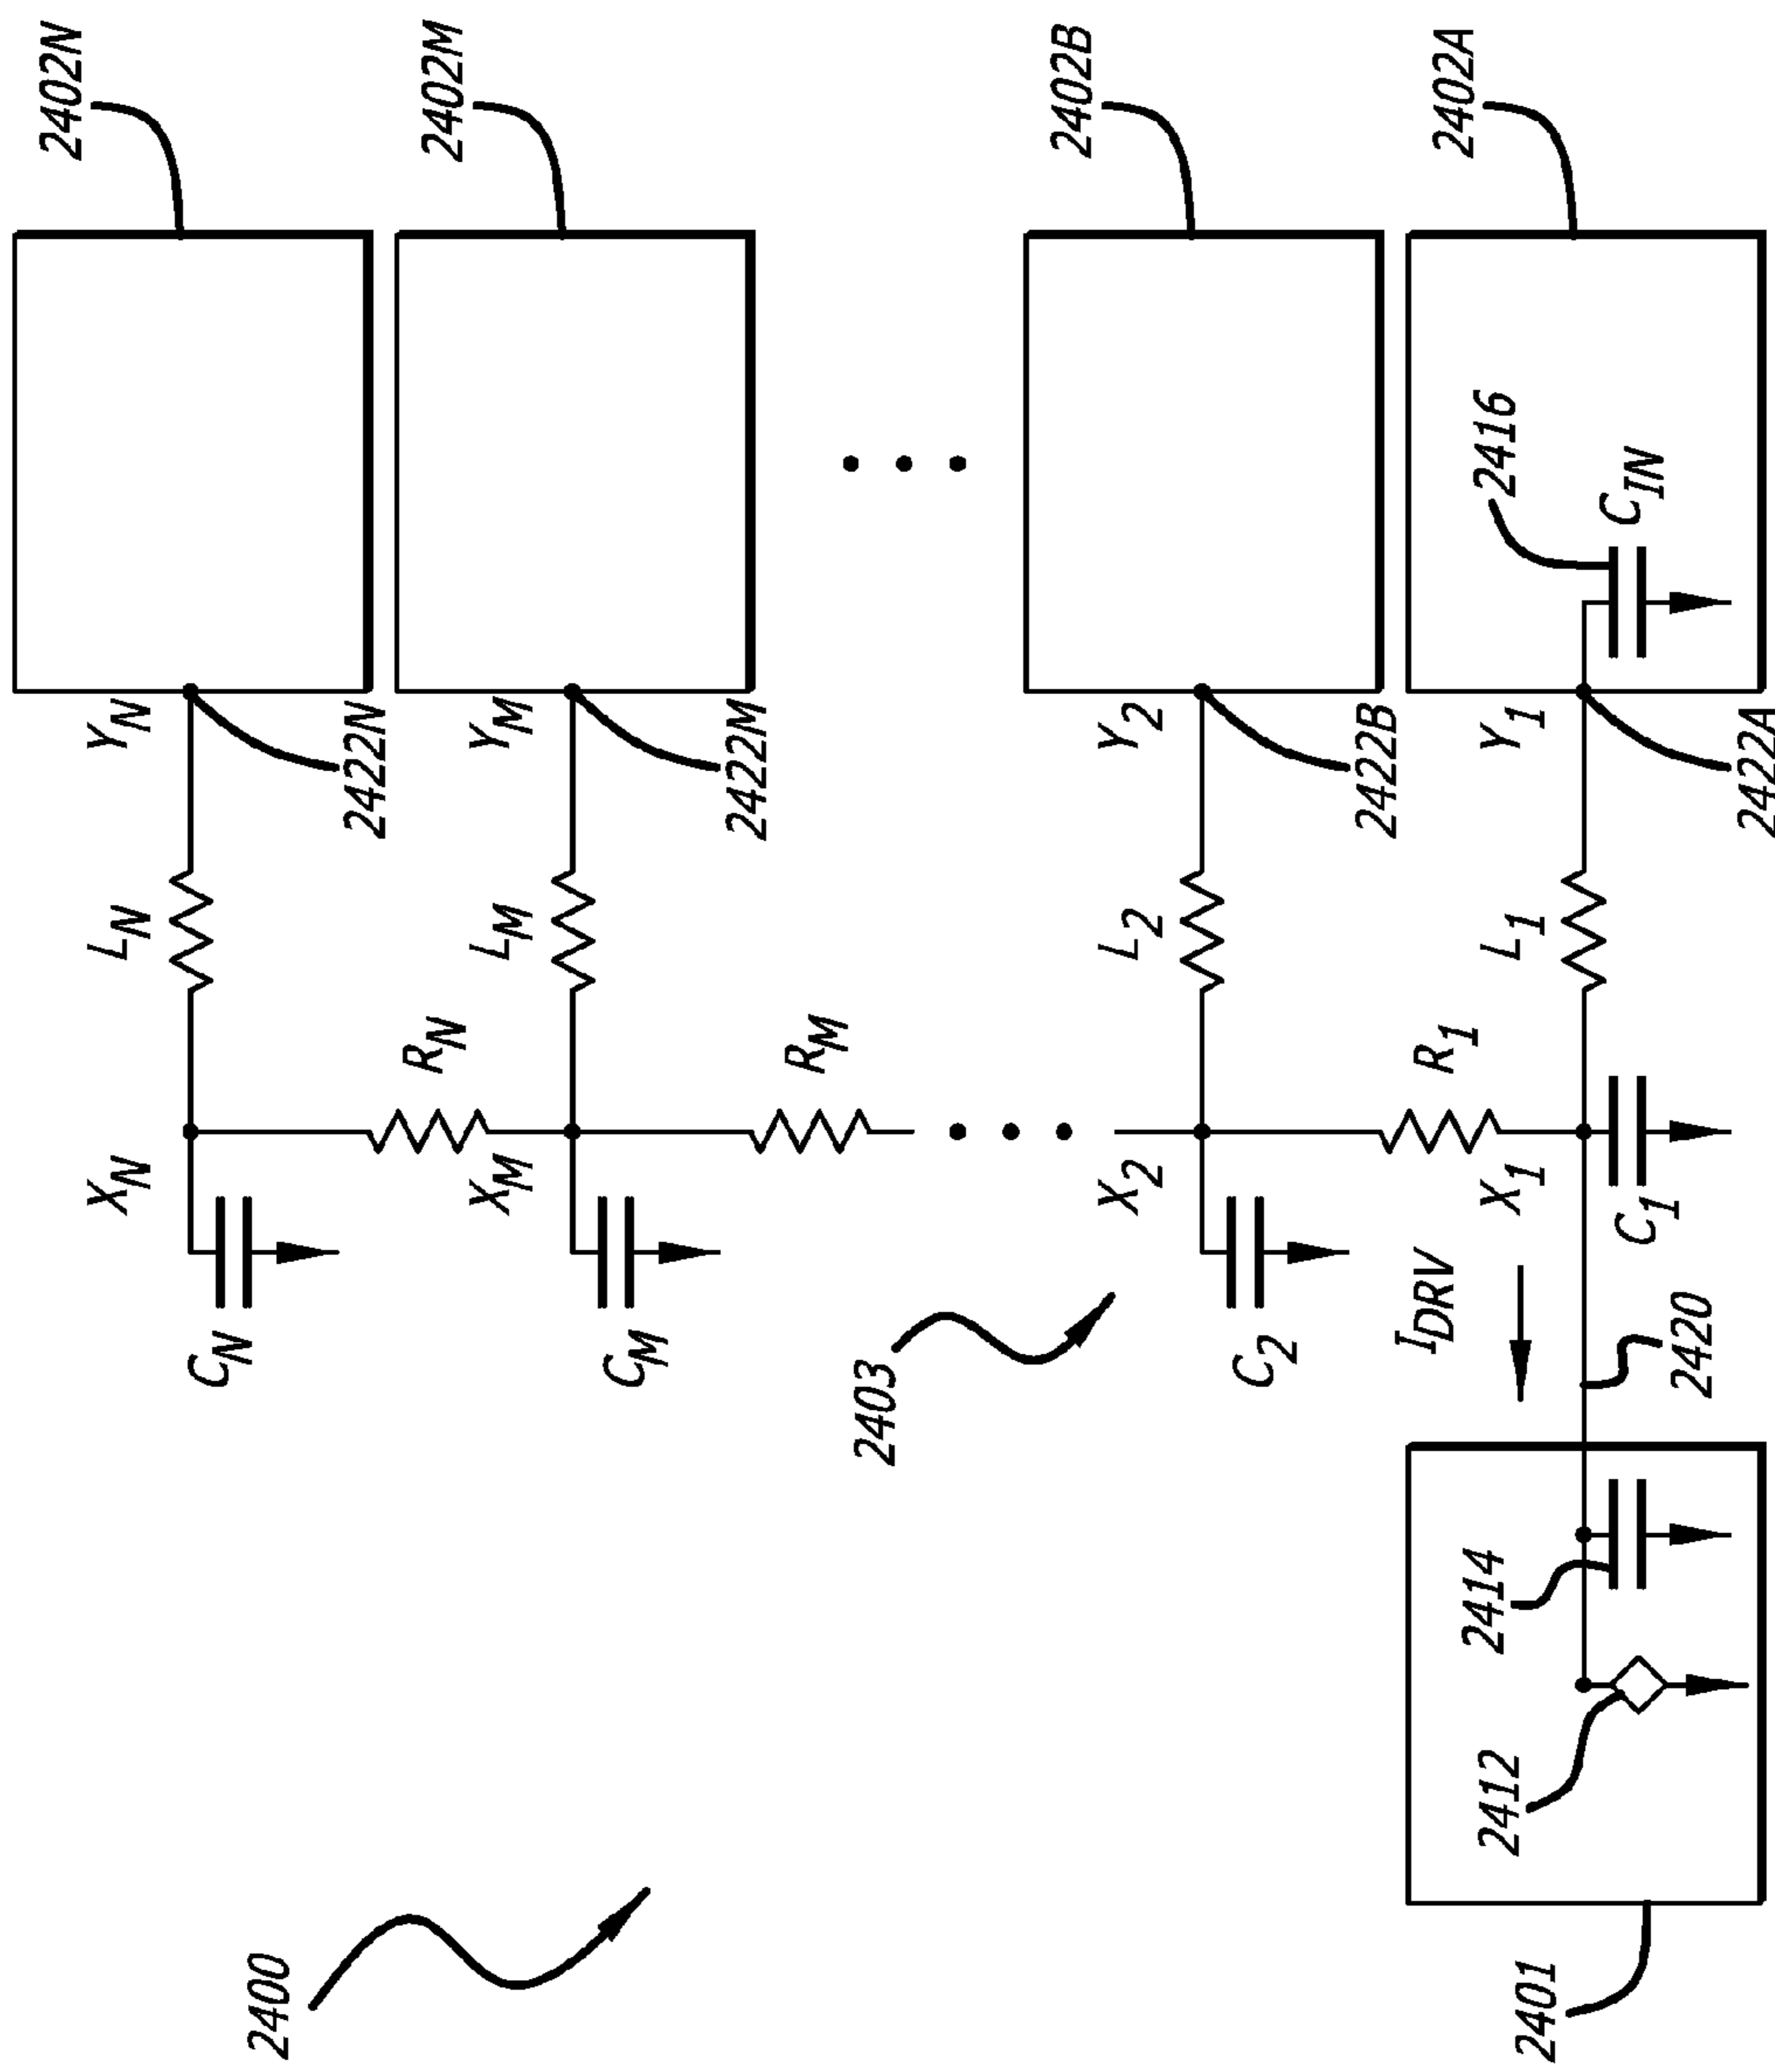 2402N
2402M
2402B
2402A
2416
C_IN
Y_N
Y_M
Y_2
Y_1
2422N
2422M
2422B
2422A
L_N
L_M
L_2
L_1
R_N
R_M
R_1
X_N
X_M
X_2
X_1
C_N
C_M
C_2
C_1
2403
I_DRV
2420
2414
2412
2400
2401